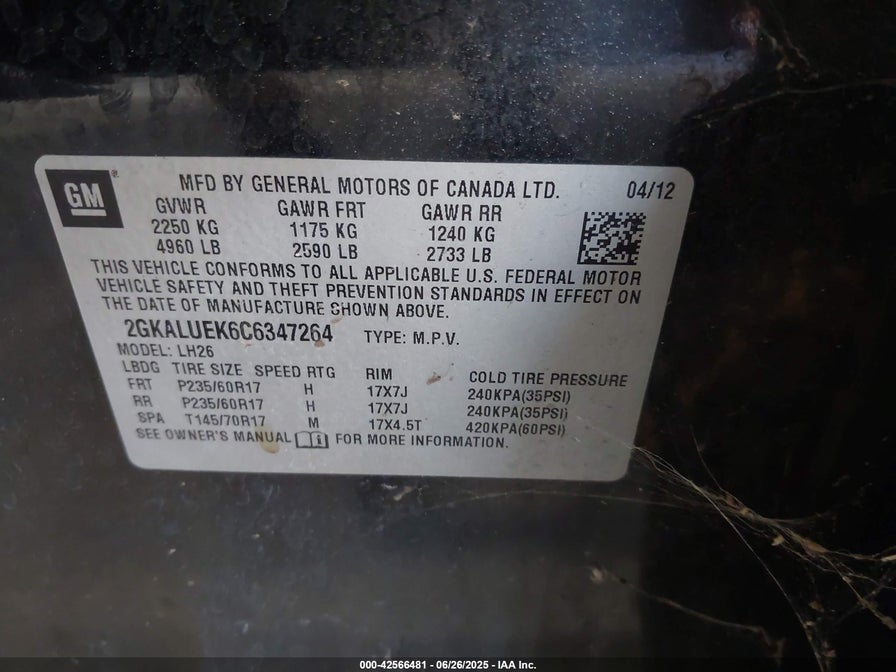 GM
MFD BY GENERAL MOTORS OF CANADA LTD. 04/12
GVWR GAWR FRT GAWR RR
2250 KG 1175 KG 1240 KG
4960 LB 2590 LB 2733 LB
THIS VEHICLE CONFORMS TO ALL APPLICABLE U.S. FEDERAL MOTOR
VEHICLE SAFETY AND THEFT PREVENTION STANDARDS IN EFFECT ON
THE DATE OF MANUFACTURE SHOWN ABOVE.
2GKALUEK6C6347264 TYPE: M.P.V.
MODEL: LH26
LBDG TIRE SIZE SPEED RTG RIM COLD TIRE PRESSURE
FRT P235/60R17 H 17X7J 240KPA(35PSI)
RR P235/60R17 H 17X7J 240KPA(35PSI)
SPA T145/70R17 M 17X4.5T 420KPA(60PSI)
SEE OWNER'S MANUAL FOR MORE INFORMATION.
000-42566481 - 06/26/2025 - IAA Inc.